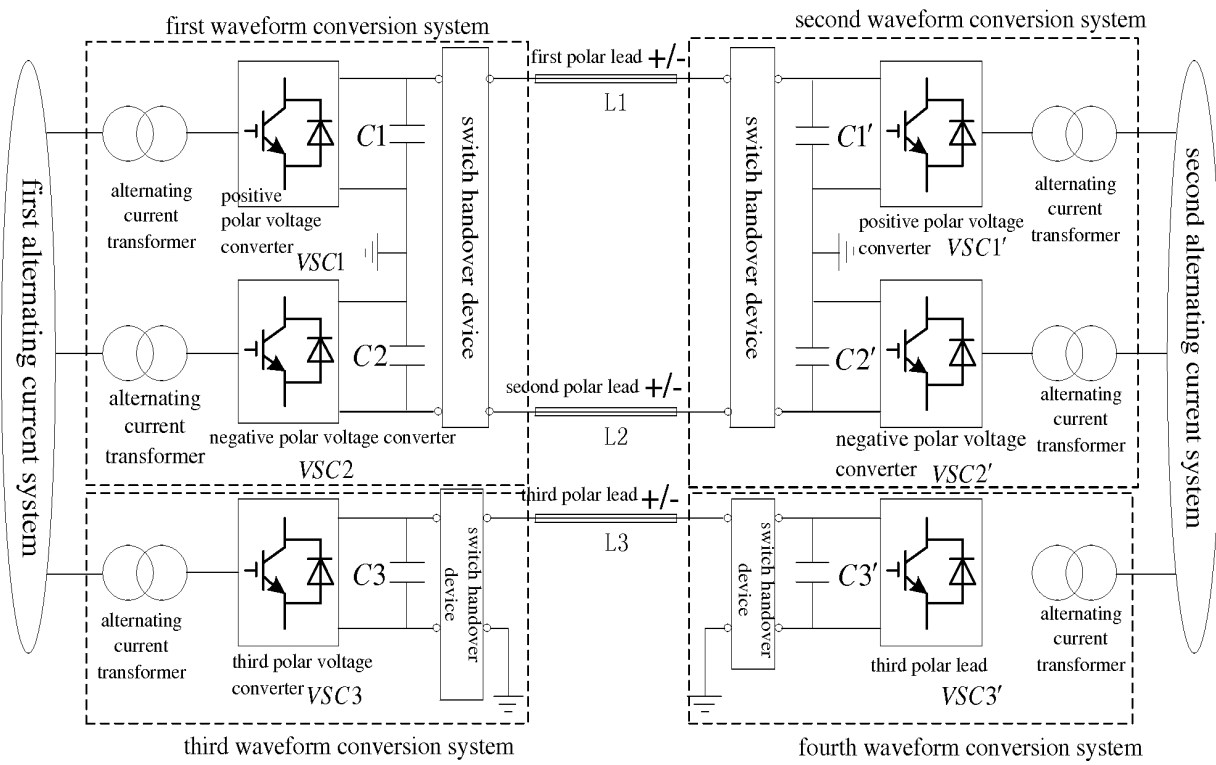 first waveform conversion system
second waveform conversion system
first polar lead +/-
L1
C1
C1'
switch handover device
switch handover device
first alternating current system
second alternating current system
alternating
current
transformer
positive
polar voltage
converter VSC1
positive polar voltage
converter VSC1'
alternating
current
transformer
C2
C2'
second polar lead +/-
L2
alternating
current
transformer
negative polar voltage converter
VSC2
negative polar voltage
converter VSC2'
alternating
current
transformer
third polar lead +/-
L3
C3
C3'
switch handover
device
switch handover
device
alternating
current
transformer
third polar voltage
converter VSC3
third polar lead
VSC3'
alternating
current
transformer
third waveform conversion system
fourth waveform conversion system